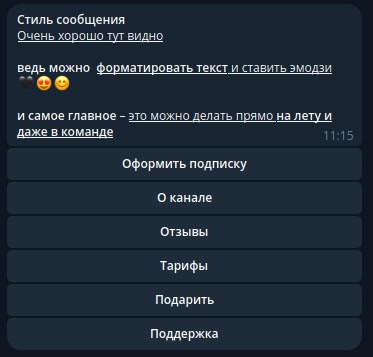 Стиль сообщения
Очень хорошо тут видно
ведь можно форматировать текст и ставить эмодзи
🖤😍😊
и самое главное – это можно делать прямо на лету и
даже в команде
11:15
Оформить подписку
О канале
Отзывы
Тарифы
Подарить
Поддержка